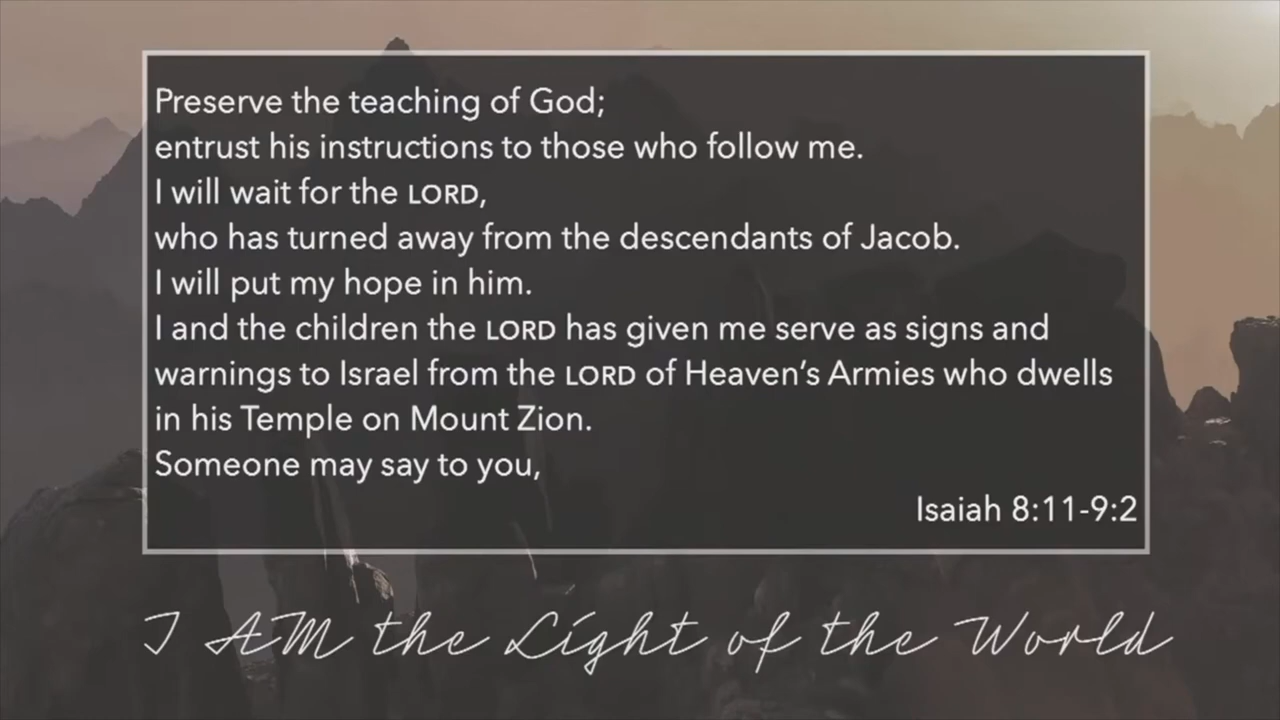 Preserve the teaching of God;
entrust his instructions to those who follow me.
I will wait for the LORD,
who has turned away from the descendants of Jacob.
I will put my hope in him.
I and the children the LORD has given me serve as signs and
warnings to Israel from the LORD of Heaven’s Armies who dwells
in his Temple on Mount Zion.
Someone may say to you,
Isaiah 8:11-9:2
I AM the Light of the World